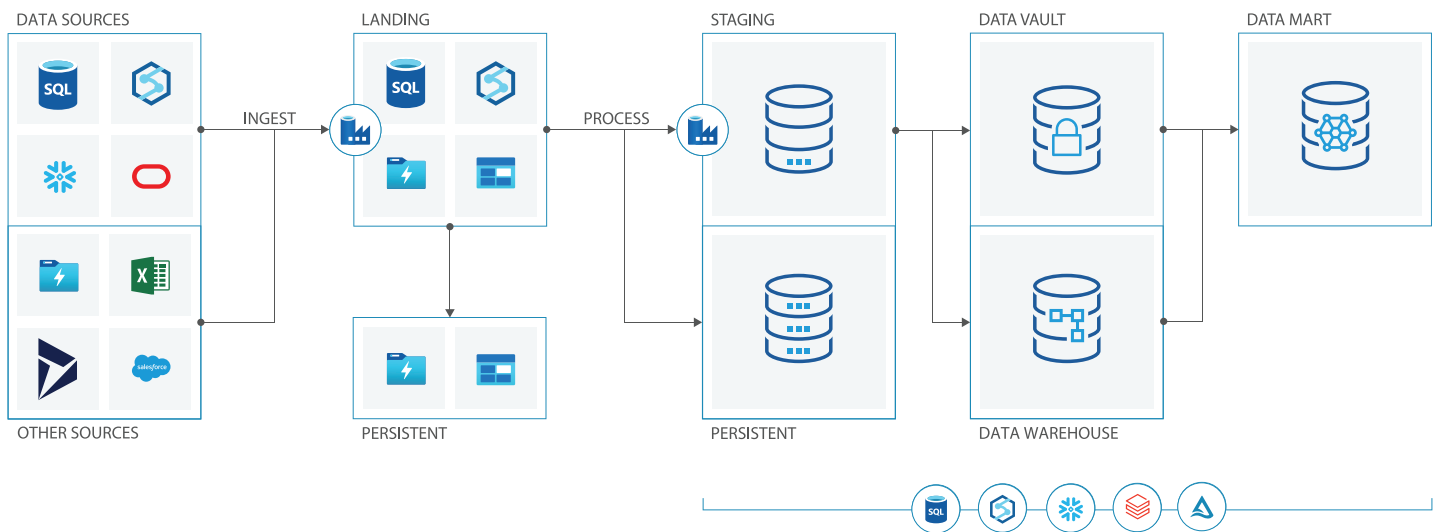 DATA SOURCES
LANDING
STAGING
DATA VAULT
DATA MART
SQL
SQL
INGEST
PROCESS
X
salesforce
OTHER SOURCES
PERSISTENT
PERSISTENT
DATA WAREHOUSE
SQL